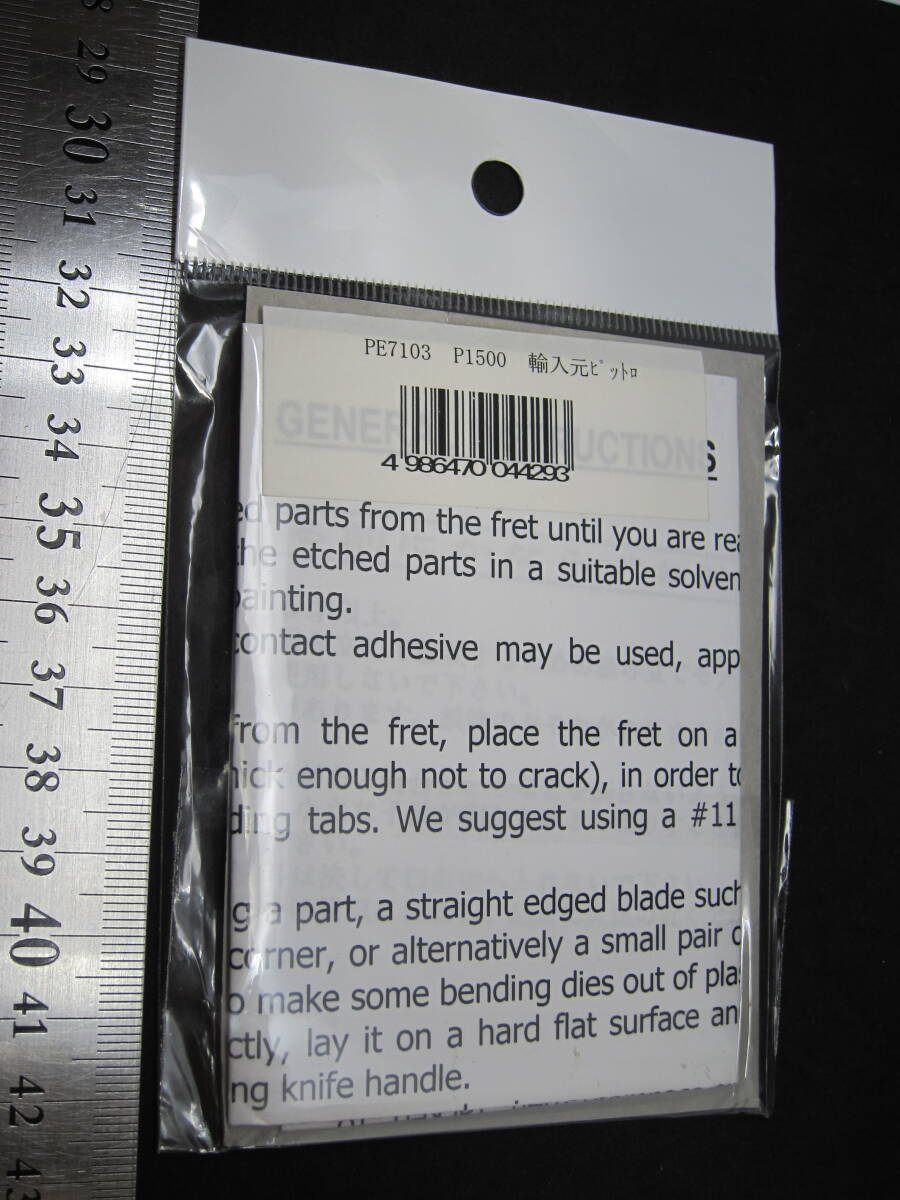 28
29
30
31
32
33
34
35
36
37
38
39
40
41
42
43
PE7103 P1500 輸入元ﾋﾟｯﾄﾛ
4 986470 044293
GENER UCTIONS
ed parts from the fret until you are rea
the etched parts in a suitable solven
painting.
contact adhesive may be used, app
from the fret, place the fret on a
hick enough not to crack), in order to
ding tabs. We suggest using a #11
g a part, a straight edged blade such
corner, or alternatively a small pair o
o make some bending dies out of pla
ctly, lay it on a hard flat surface an
ng knife handle.